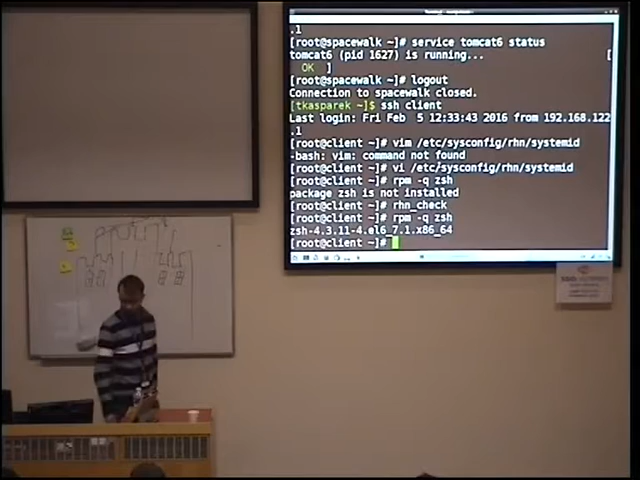 .1
[root@spacewalk ~]# service tomcat6 status
tomcat6 (pid 1627) is running... [
OK ]
[root@spacewalk ~]# logout
Connection to spacewalk closed.
[tkasparek ~]$ ssh client
Last login: Fri Feb 5 12:33:43 2016 from 192.168.122
.1
[root@client ~]# vim /etc/sysconfig/rhn/systemid
-bash: vim: command not found
[root@client ~]# vi /etc/sysconfig/rhn/systemid
[root@client ~]# rpm -q zsh
package zsh is not installed
[root@client ~]# rhn_check
[root@client ~]# rpm -q zsh
zsh-4.3.11-4.el6_7.1.x86_64
[root@client ~]#